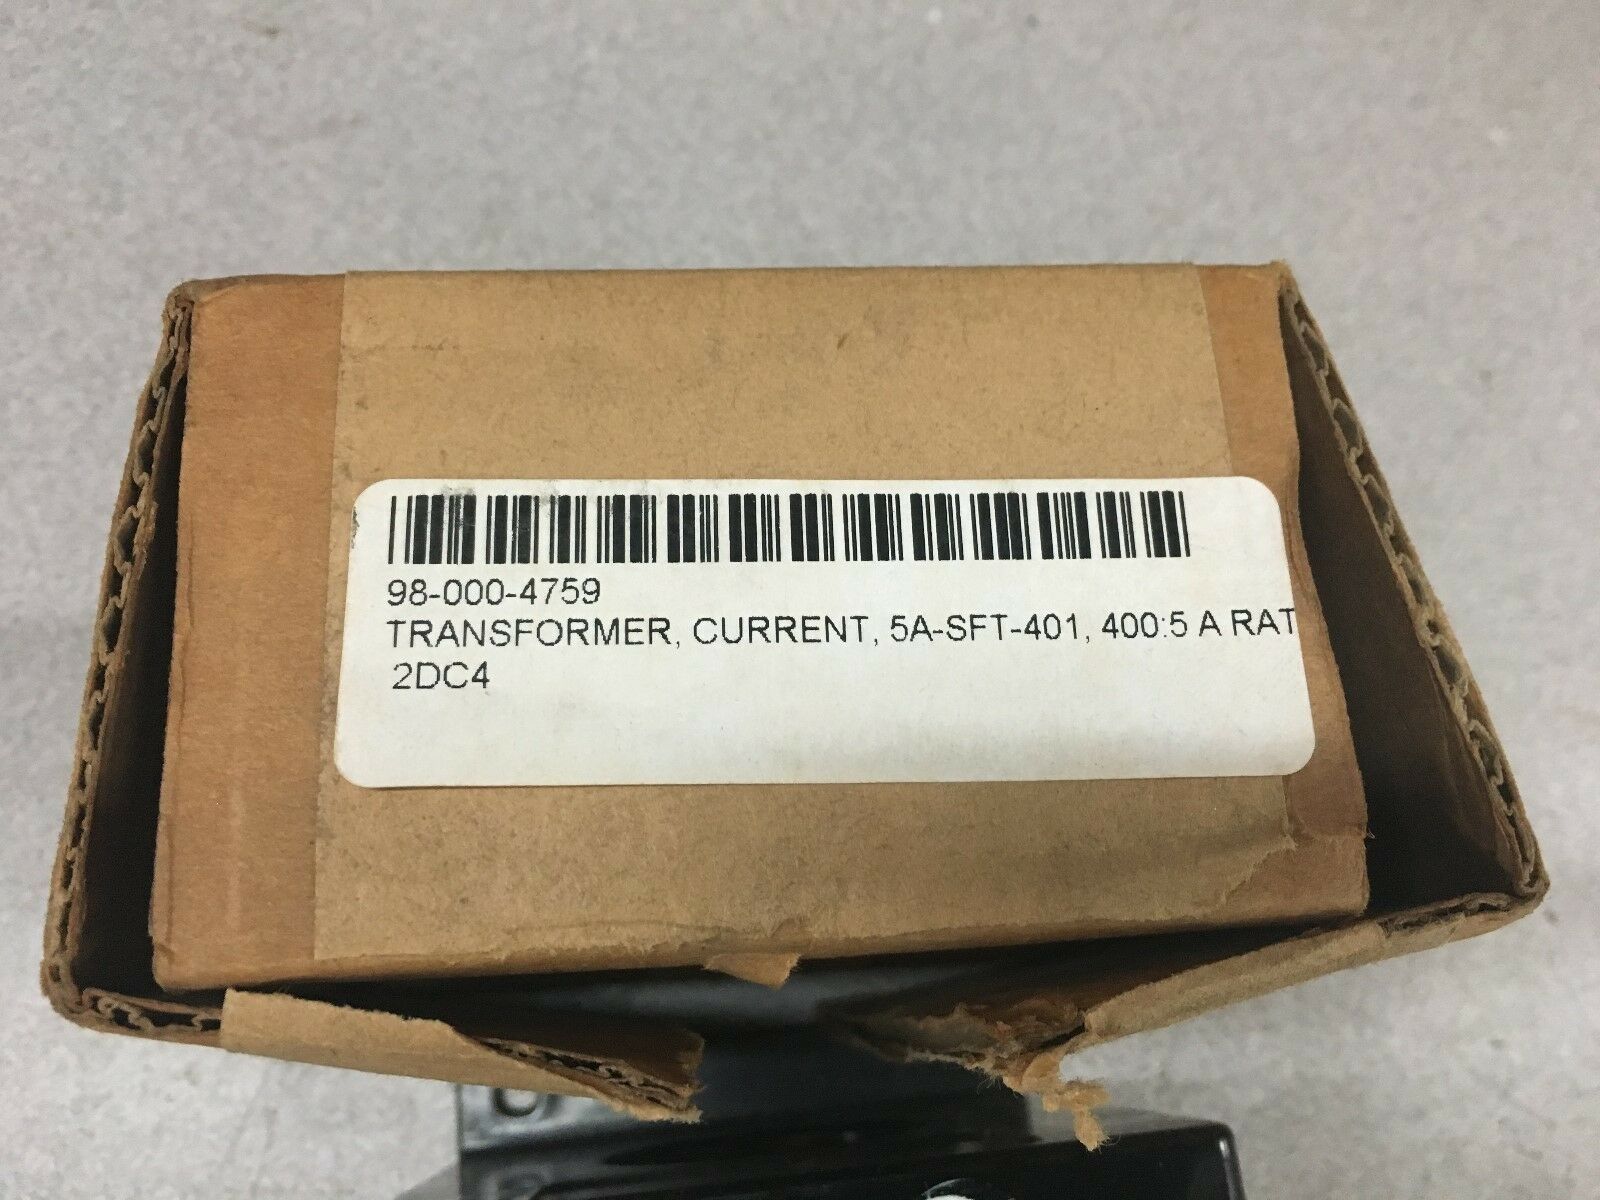 98-000-4759
TRANSFORMER, CURRENT, 5A-SFT-401, 400:5 A RAT
2DC4